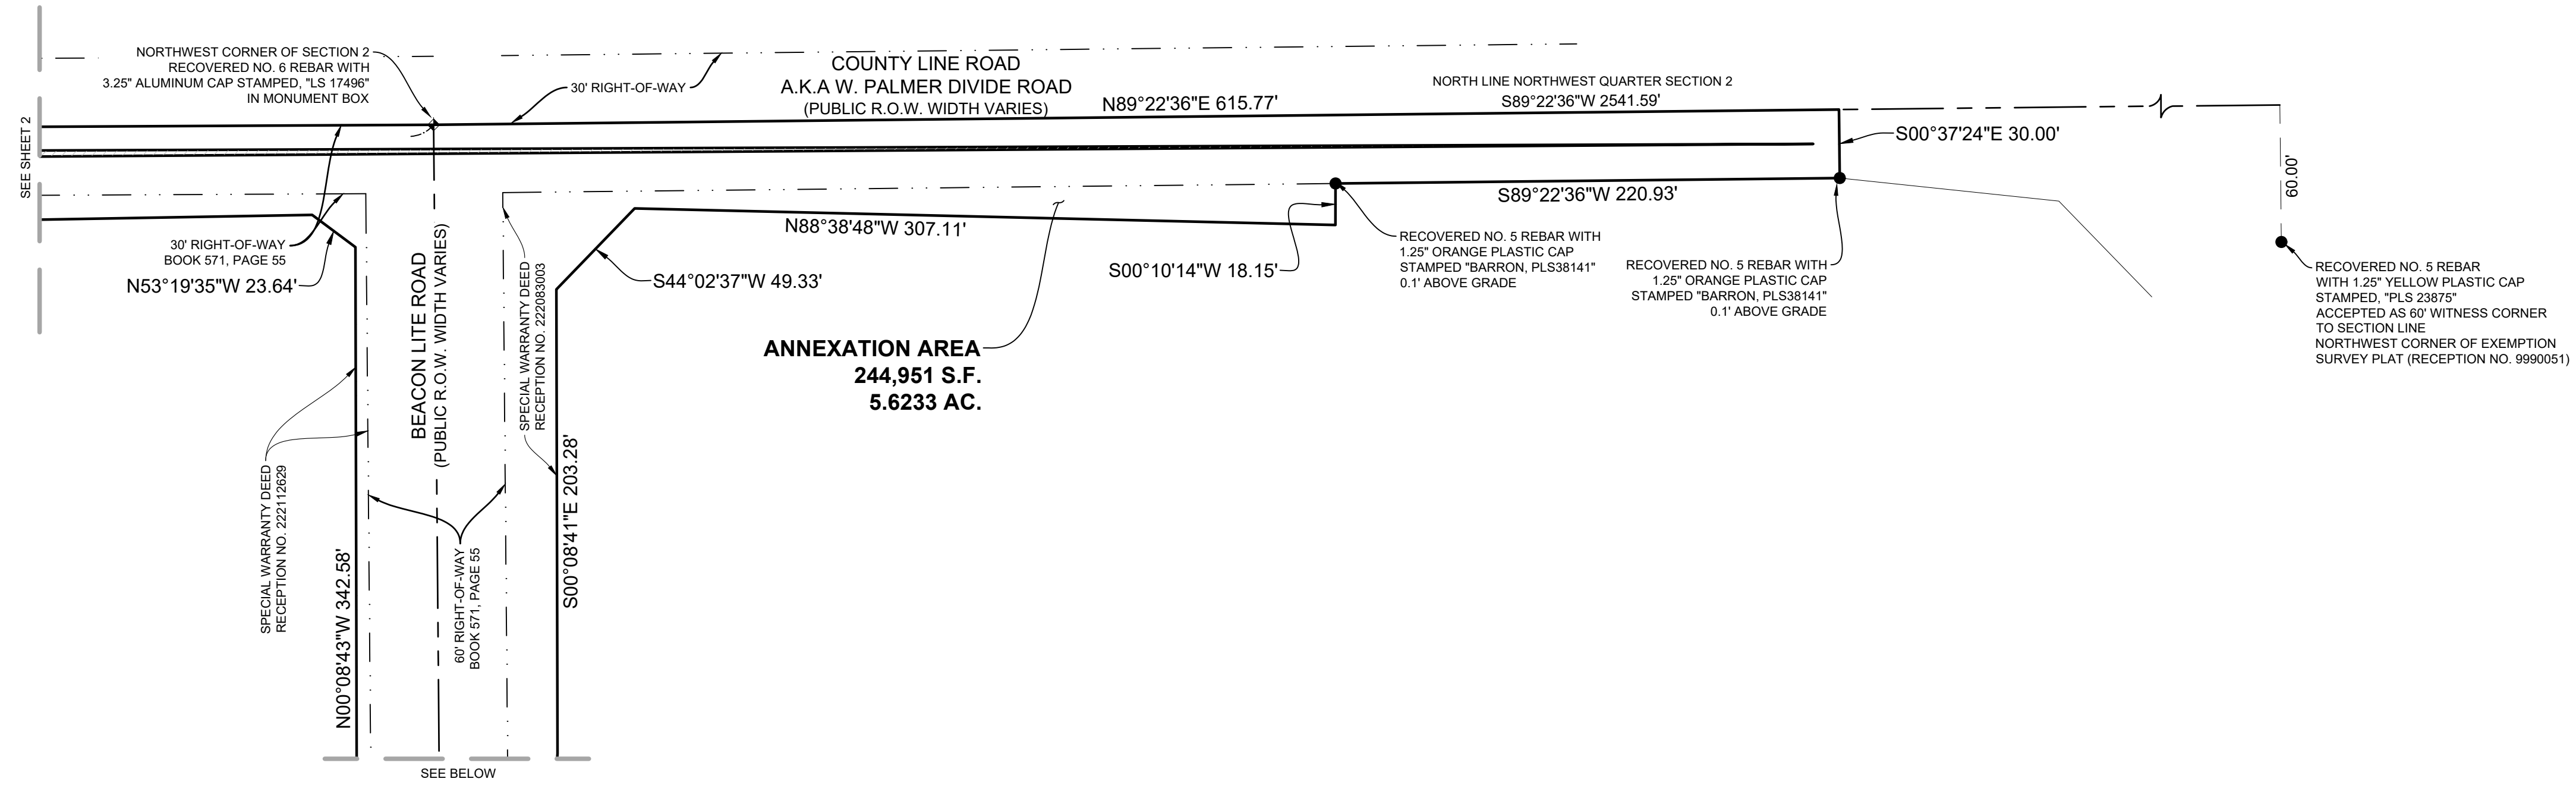 NORTHWEST CORNER OF SECTION 2
RECOVERED NO. 6 REBAR WITH
3.25" ALUMINUM CAP STAMPED, "LS 17496"
IN MONUMENT BOX
30' RIGHT-OF-WAY
COUNTY LINE ROAD
A.K.A W. PALMER DIVIDE ROAD
(PUBLIC R.O.W. WIDTH VARIES)
N89°22'36"E 615.77'
NORTH LINE NORTHWEST QUARTER SECTION 2
S89°22'36"W 2541.59'
S00°37'24"E 30.00'
60.00'
SEE SHEET 2
30' RIGHT-OF-WAY
BOOK 571, PAGE 55
N53°19'35"W 23.64'
BEACON LITE ROAD
(PUBLIC R.O.W. WIDTH VARIES)
SPECIAL WARRANTY DEED
RECEPTION NO. 222083003
S44°02'37"W 49.33'
N88°38'48"W 307.11'
S00°10'14"W 18.15'
S89°22'36"W 220.93'
RECOVERED NO. 5 REBAR WITH
1.25" ORANGE PLASTIC CAP
STAMPED "BARRON, PLS38141"
0.1' ABOVE GRADE
RECOVERED NO. 5 REBAR WITH
1.25" ORANGE PLASTIC CAP
STAMPED "BARRON, PLS38141"
0.1' ABOVE GRADE
RECOVERED NO. 5 REBAR
WITH 1.25" YELLOW PLASTIC CAP
STAMPED, "PLS 23875"
ACCEPTED AS 60' WITNESS CORNER
TO SECTION LINE
NORTHWEST CORNER OF EXEMPTION
SURVEY PLAT (RECEPTION NO. 9990051)
ANNEXATION AREA
244,951 S.F.
5.6233 AC.
SPECIAL WARRANTY DEED
RECEPTION NO. 222112629
N00°08'43"W 342.58'
60' RIGHT-OF-WAY
BOOK 571, PAGE 55
S00°08'41"E 203.28'
SEE BELOW